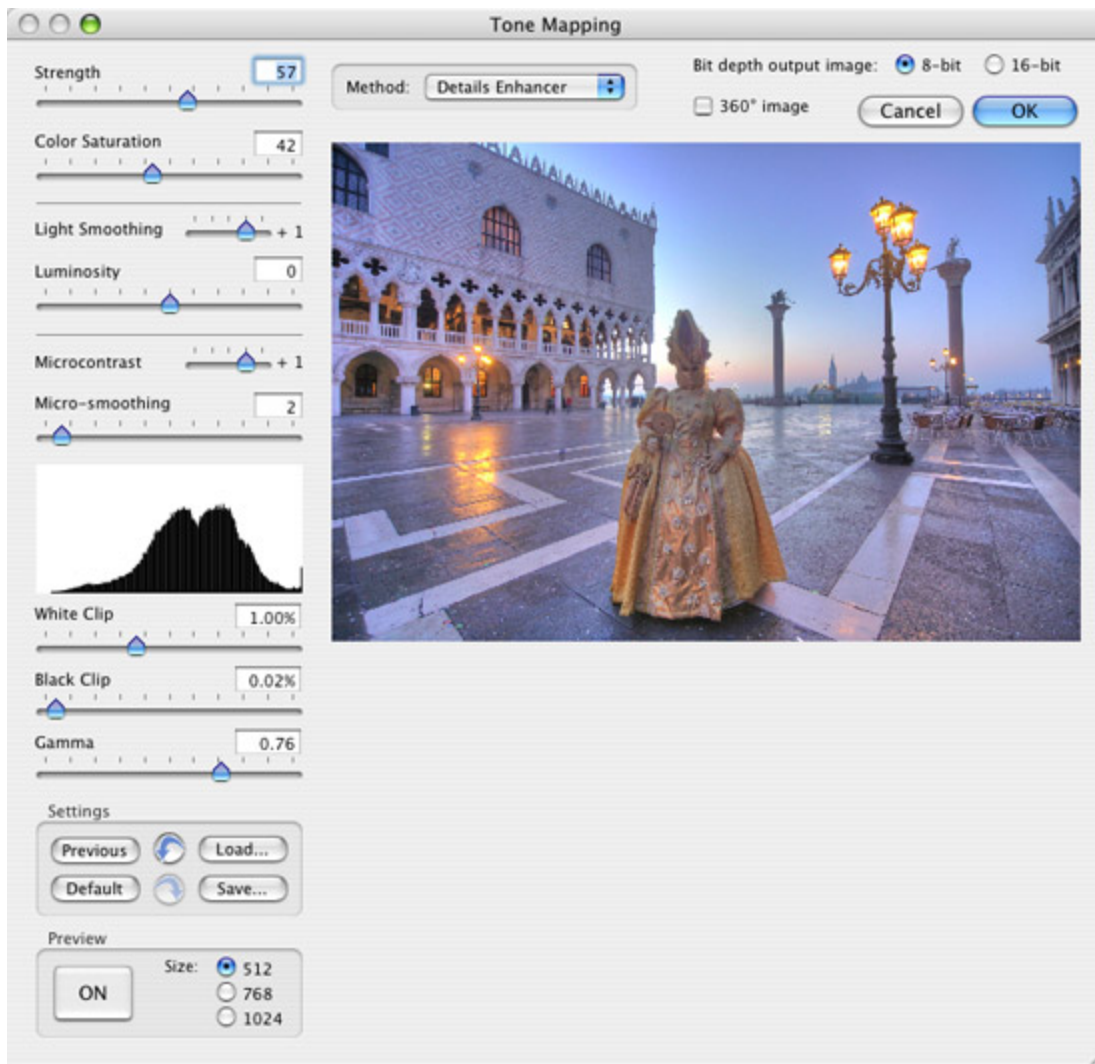 Tone Mapping
Strength 57
Color Saturation 42
Light Smoothing + 1
Luminosity 0
Microcontrast + 1
Micro-smoothing 2
White Clip 1.00%
Black Clip 0.02%
Gamma 0.76
Settings
Previous Load...
Default Save...
Preview
ON Size: 512
768
1024
Method: Details Enhancer
Bit depth output image: 8-bit 16-bit
360° image Cancel OK